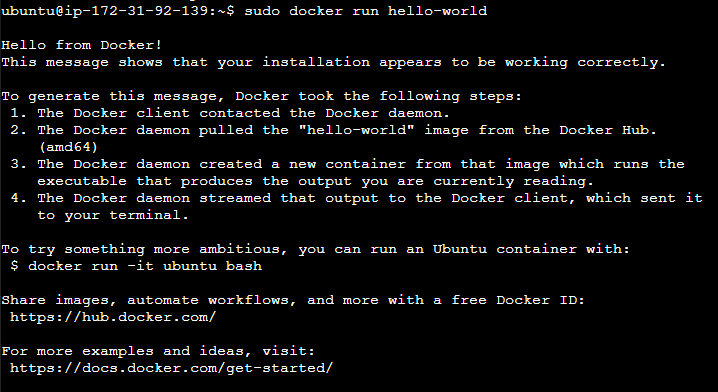 ubuntu@ip-172-31-92-139:~$ sudo docker run hello-world

Hello from Docker!
This message shows that your installation appears to be working correctly.

To generate this message, Docker took the following steps:
 1. The Docker client contacted the Docker daemon.
 2. The Docker daemon pulled the "hello-world" image from the Docker Hub.
    (amd64)
 3. The Docker daemon created a new container from that image which runs the
    executable that produces the output you are currently reading.
 4. The Docker daemon streamed that output to the Docker client, which sent it
    to your terminal.

To try something more ambitious, you can run an Ubuntu container with:
 $ docker run -it ubuntu bash

Share images, automate workflows, and more with a free Docker ID:
 https://hub.docker.com/

For more examples and ideas, visit:
 https://docs.docker.com/get-started/